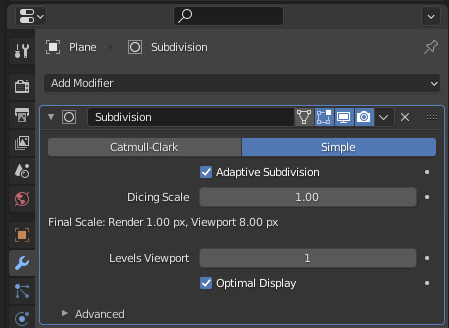 Plane > Subdivision
Add Modifier
Subdivision
Catmull-Clark Simple
Adaptive Subdivision
Dicing Scale 1.00
Final Scale: Render 1.00 px, Viewport 8.00 px
Levels Viewport 1
Optimal Display
Advanced